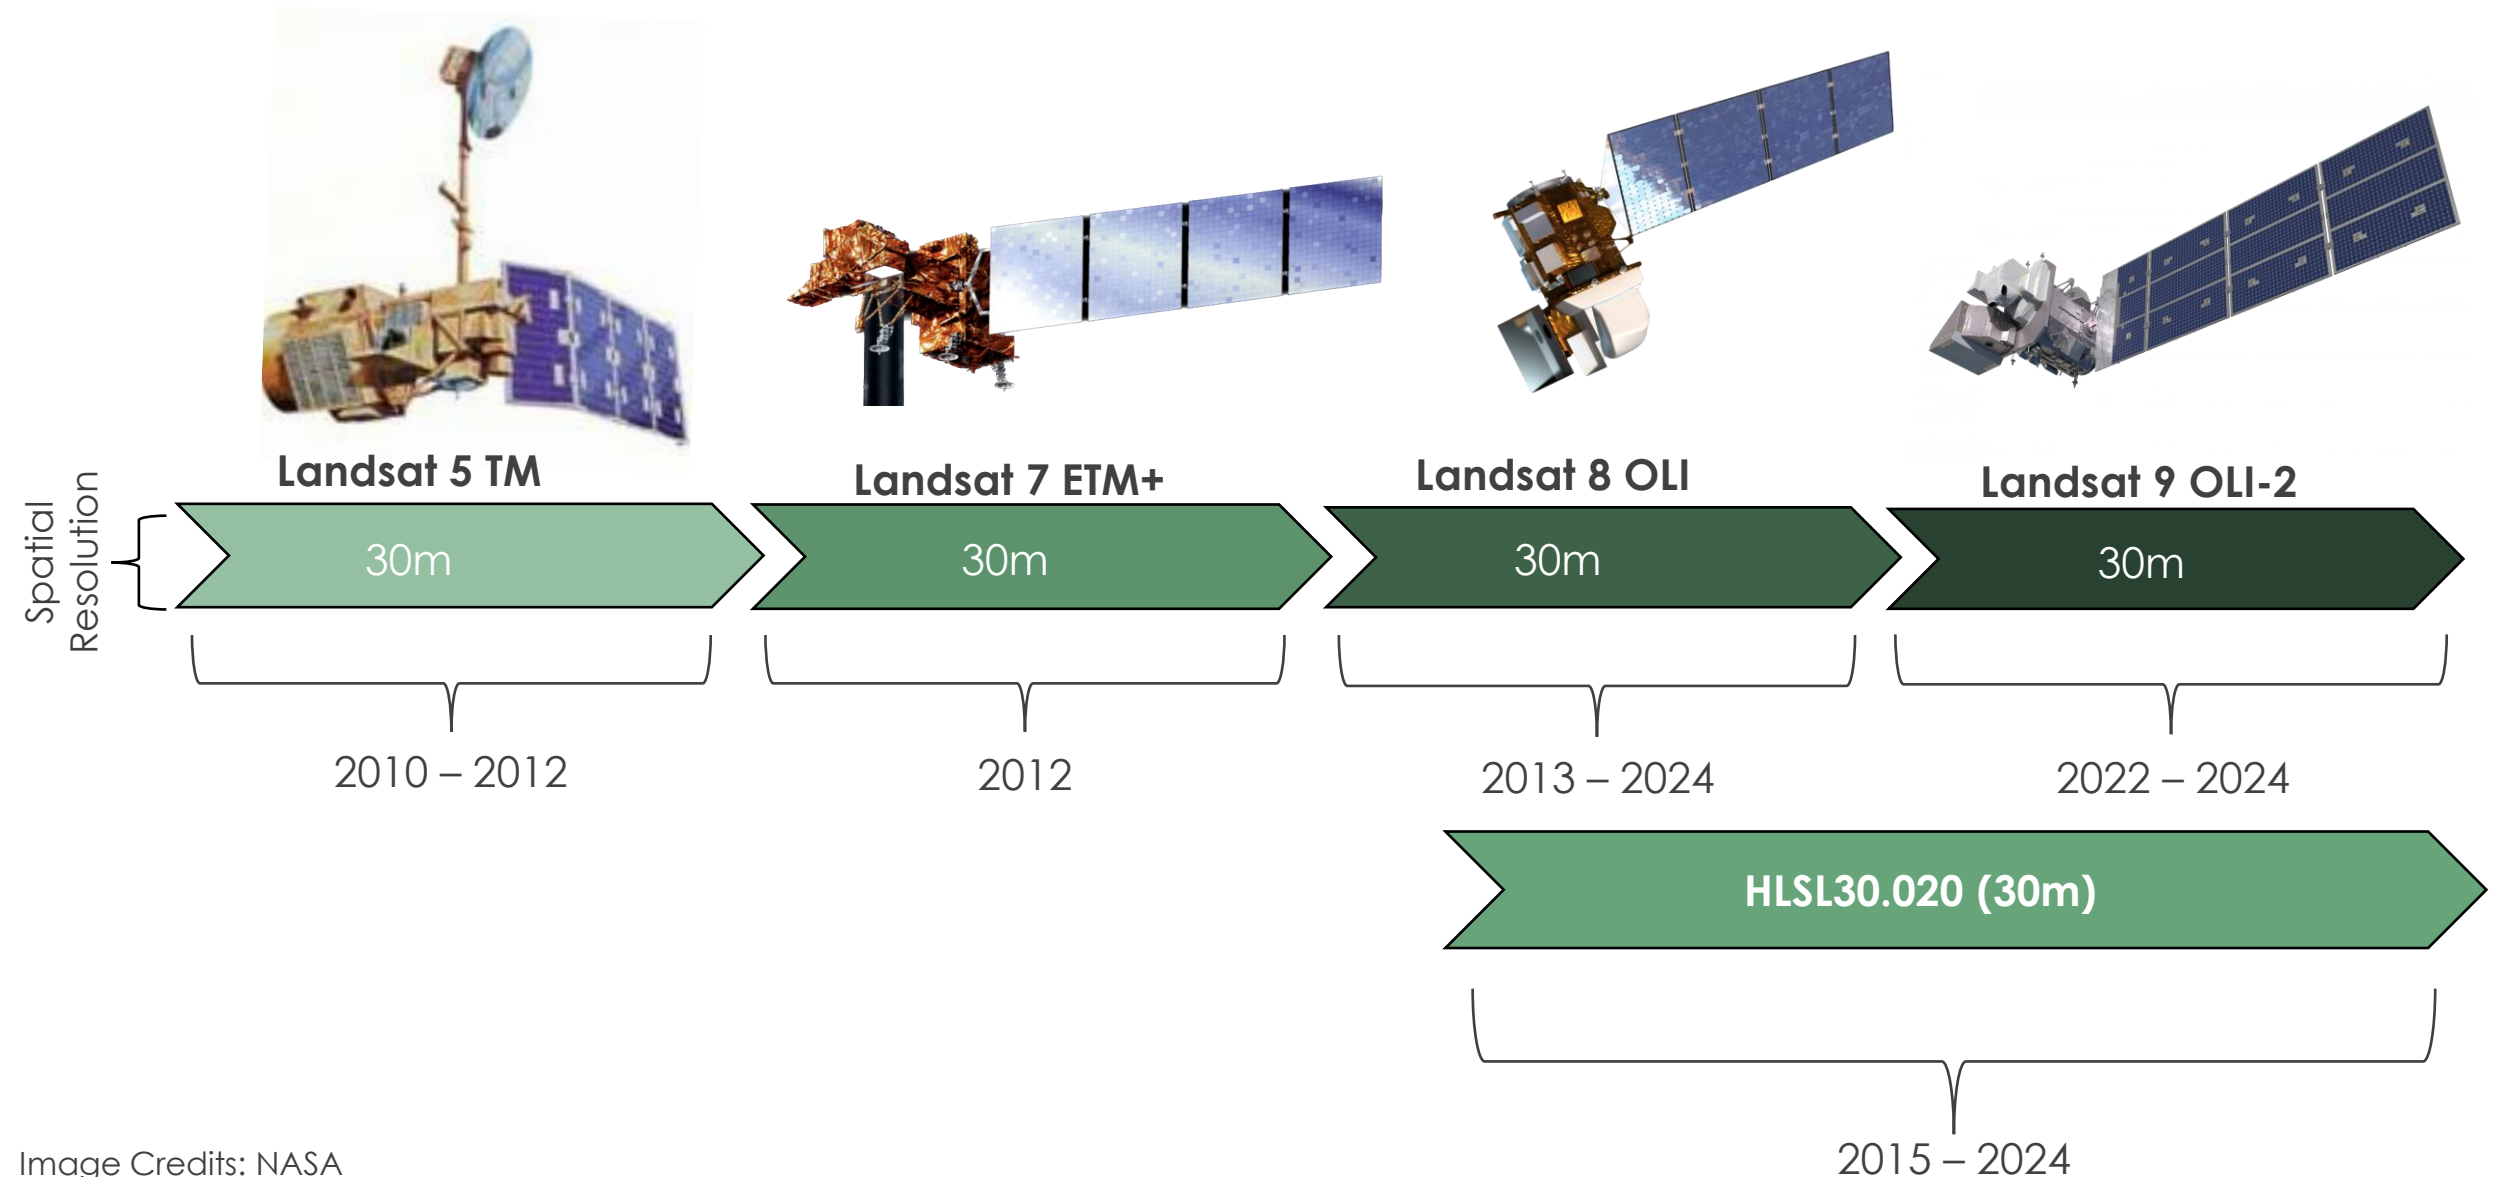 Landsat 5 TM
Landsat 7 ETM+
Landsat 8 OLI
Landsat 9 OLI-2
Spatial
Resolution
30m
30m
30m
30m
2010 – 2012
2012
2013 – 2024
2022 – 2024
HLSL30.020 (30m)
2015 – 2024
Image Credits: NASA